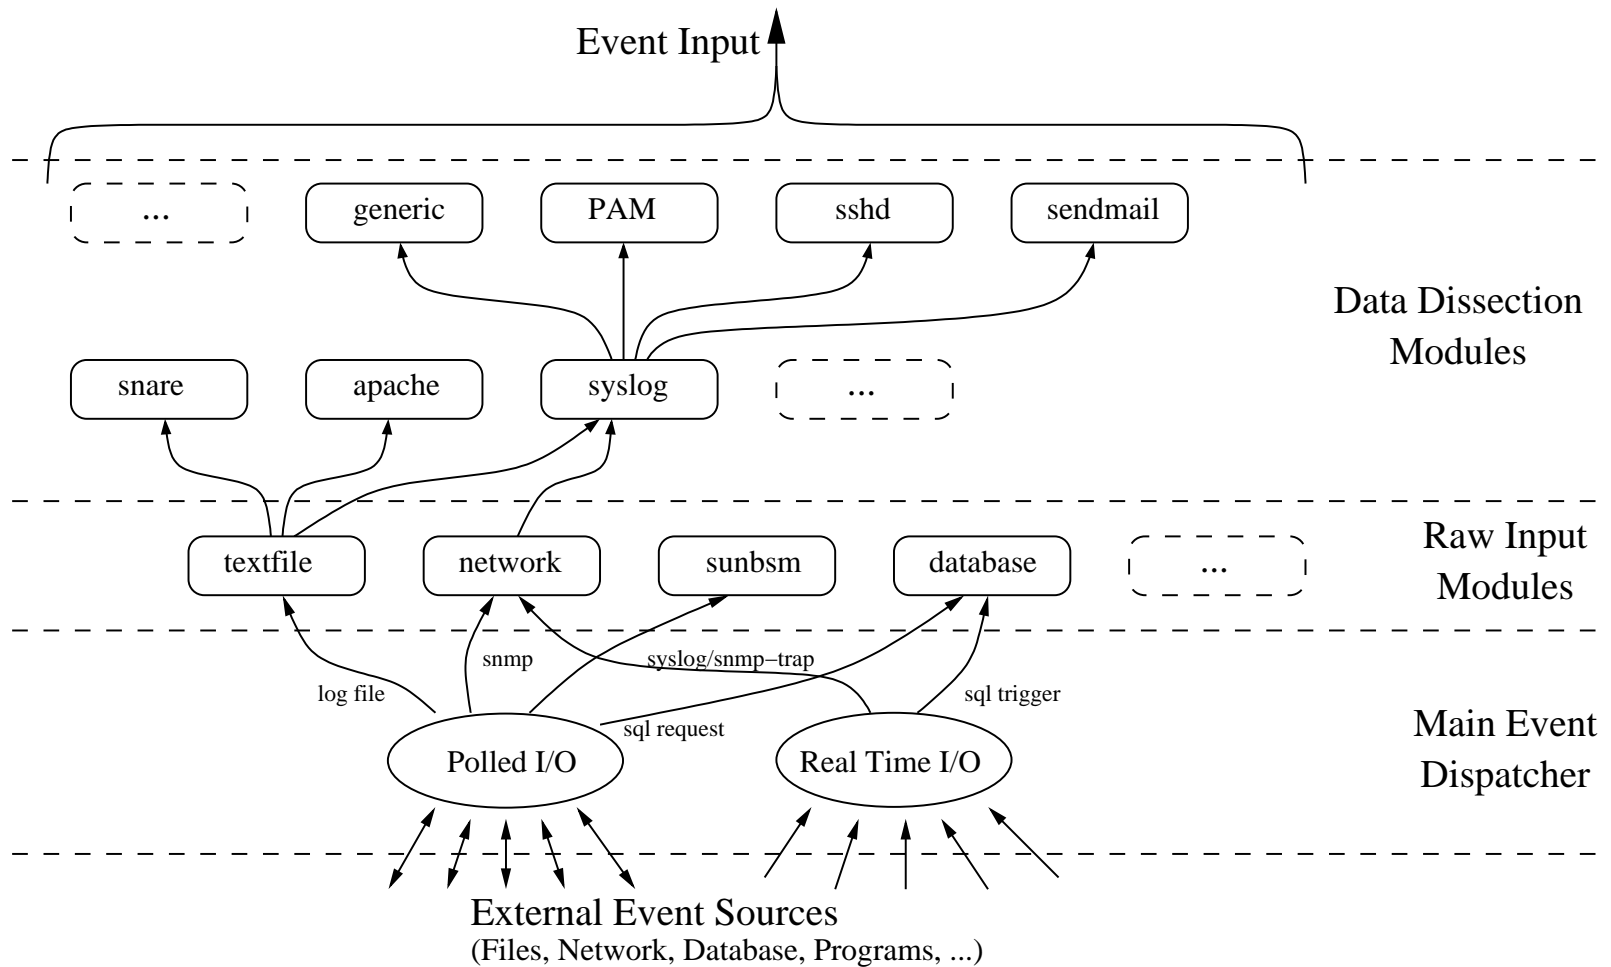 Event Input
...
generic
PAM
sshd
sendmail
Data Dissection
Modules
snare
apache
syslog
...
Raw Input
Modules
textfile
network
sunbsm
database
...
snmp
syslog/snmp−trap
log file
sql trigger
sql request
Main Event
Dispatcher
Polled I/O
Real Time I/O
External Event Sources
(Files, Network, Database, Programs, ...)